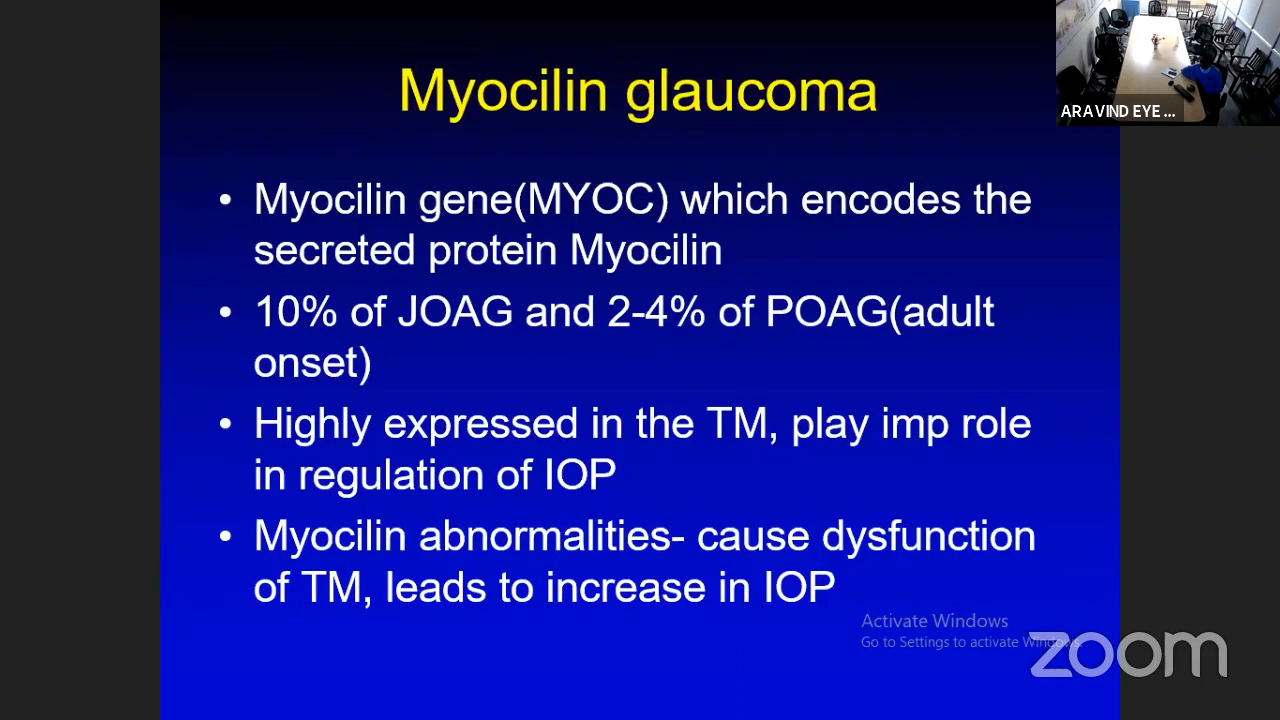 Myocilin glaucoma
ARAVIND EYE ...
• Myocilin gene(MYOC) which encodes the
secreted protein Myocilin
• 10% of JOAG and 2-4% of POAG(adult
onset)
• Highly expressed in the TM, play imp role
in regulation of IOP
• Myocilin abnormalities- cause dysfunction
of TM, leads to increase in IOP
Activate Windows
Go to Settings to activate Windows.
zoom